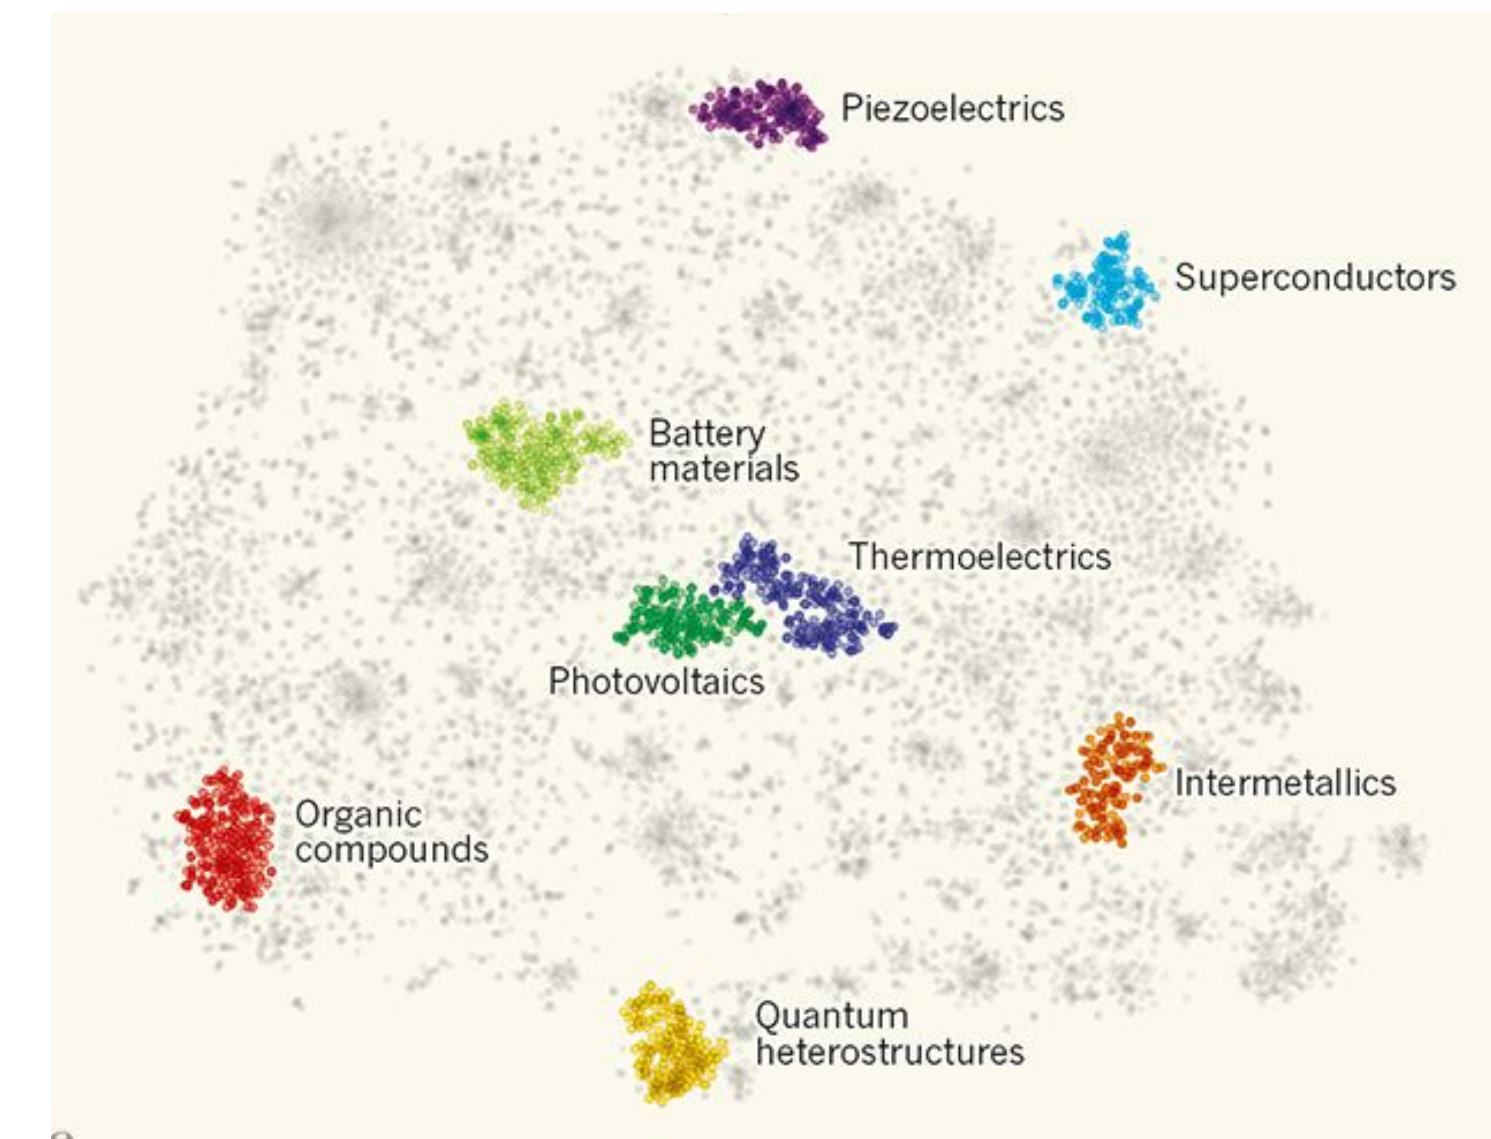 Piezoelectrics
Superconductors
Battery
materials
Thermoelectrics
Photovoltaics
Intermetallics
Organic
compounds
Quantum
heterostructures